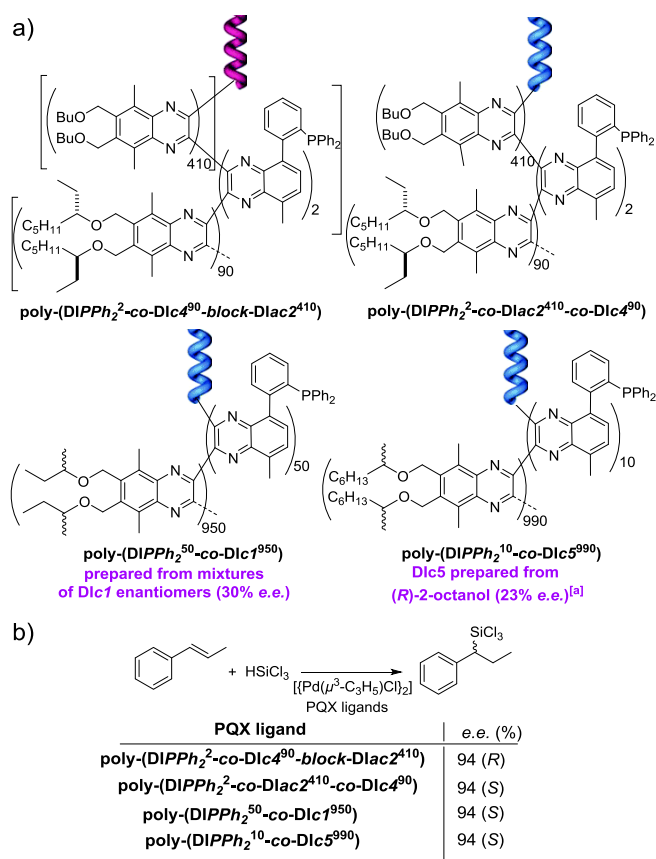 a)
BuO
BuO
N
N
410
PPh₂
N
N
2
C₅H₁₁
O
C₅H₁₁
O
N
N
90
BuO
BuO
N
N
410
PPh₂
N
N
2
C₅H₁₁
O
C₅H₁₁
O
N
N
90
poly-(DIPPh₂²-co-DIc4⁹⁰-block-DIac2⁴¹⁰)
poly-(DIPPh₂²-co-DIac2⁴¹⁰-co-DIc4⁹⁰)
PPh₂
N
N
50
O
O
N
N
950
PPh₂
N
N
10
C₆H₁₃
O
C₆H₁₃
O
N
N
990
poly-(DIPPh₂⁵⁰-co-DIc1⁹⁵⁰)
prepared from mixtures
of DIc1 enantiomers (30% e.e.)
poly-(DIPPh₂¹⁰-co-DIc5⁹⁹⁰)
DIc5 prepared from
(R)-2-octanol (23% e.e.)[a]
b)
+ HSiCl₃
[{Pd(μ³-C₃H₅)Cl}₂]
PQX ligands
SiCl₃
PQX ligand e.e. (%)
poly-(DIPPh₂²-co-DIc4⁹⁰-block-DIac2⁴¹⁰) 94 (R)
poly-(DIPPh₂²-co-DIac2⁴¹⁰-co-DIc4⁹⁰) 94 (S)
poly-(DIPPh₂⁵⁰-co-DIc1⁹⁵⁰) 94 (S)
poly-(DIPPh₂¹⁰-co-DIc5⁹⁹⁰) 94 (S)